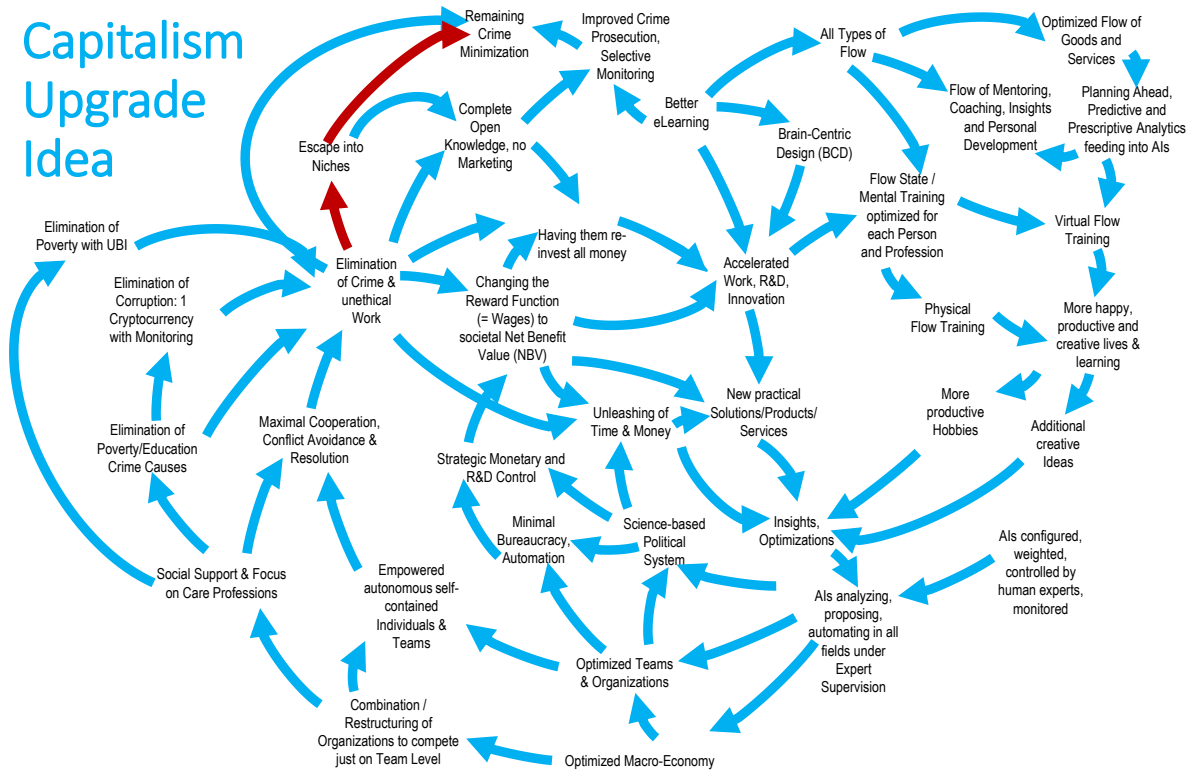 Capitalism
Upgrade
Idea
Remaining
Crime
Minimization
Improved Crime
Prosecution,
Selective
Monitoring
All Types of
Flow
Optimized Flow of
Goods and
Services
Complete
Open
Knowledge, no
Marketing
Better
eLearning
Flow of Mentoring,
Coaching, Insights
and Personal
Development
Planning Ahead,
Predictive and
Prescriptive Analytics
feeding into AIs
Escape into
Niches
Brain-Centric
Design (BCD)
Flow State /
Mental Training
optimized for
each Person
and Profession
Elimination of
Poverty with UBI
Having them re-
invest all money
Virtual Flow
Training
Elimination
of Crime &
unethical
Work
Accelerated
Work, R&D,
Innovation
Elimination of
Corruption: 1
Cryptocurrency
with Monitoring
Changing the
Reward Function
(= Wages) to
societal Net Benefit
Value (NBV)
Physical
Flow Training
More happy,
productive and
creative lives &
learning
Elimination of
Poverty/Education
Crime Causes
Maximal Cooperation,
Conflict Avoidance &
Resolution
Unleashing of
Time & Money
New practical
Solutions/Products/
Services
More
productive
Hobbies
Additional
creative
Ideas
Strategic Monetary and
R&D Control
Minimal
Bureaucracy,
Automation
Science-based
Political
System
Insights,
Optimizations
AIs configured,
weighted,
controlled by
human experts,
monitored
Social Support & Focus
on Care Professions
Empowered
autonomous self-
contained
Individuals &
Teams
AIs analyzing,
proposing,
automating in all
fields under
Expert
Supervision
Optimized Teams
& Organizations
Combination /
Restructuring of
Organizations to compete
just on Team Level
Optimized Macro-Economy